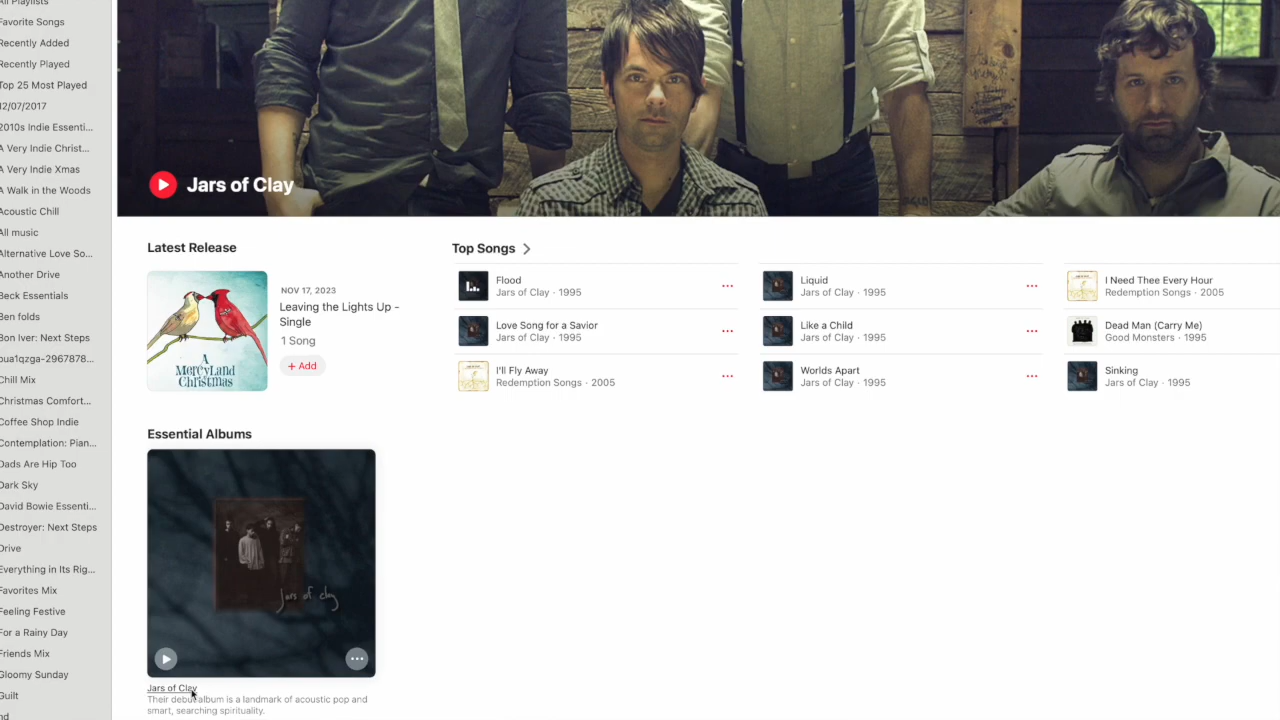 All Playlists
Favorite Songs
Recently Added
Recently Played
Top 25 Most Played
12/07/2017
2010s Indie Essenti...
A Very Indie Christ...
A Very Indie Xmas
A Walk in the Woods
Acoustic Chill
All music
Alternative Love So...
Another Drive
Beck Essentials
Ben folds
Bon Iver: Next Steps
bua1qzga-2967878...
Chill Mix
Christmas Comfort...
Coffee Shop Indie
Contemplation: Pian...
Dads Are Hip Too
Dark Sky
David Bowie Essenti...
Destroyer: Next Steps
Drive
Everything in Its Rig...
Favorites Mix
Feeling Festive
For a Rainy Day
Friends Mix
Gloomy Sunday
Guilt
Jars of Clay
Latest Release
A
MercyLand
Christmas
NOV 17, 2023
Leaving the Lights Up -
Single
1 Song
+ Add
Top Songs >
Flood
Jars of Clay · 1995
Love Song for a Savior
Jars of Clay · 1995
I'll Fly Away
Redemption Songs · 2005
Liquid
Jars of Clay · 1995
Like a Child
Jars of Clay · 1995
Worlds Apart
Jars of Clay · 1995
I Need Thee Every Hour
Redemption Songs · 2005
Dead Man (Carry Me)
Good Monsters · 1995
Sinking
Jars of Clay · 1995
Essential Albums
jars of clay
Jars of Clay
Their debut album is a landmark of acoustic pop and
smart, searching spirituality.